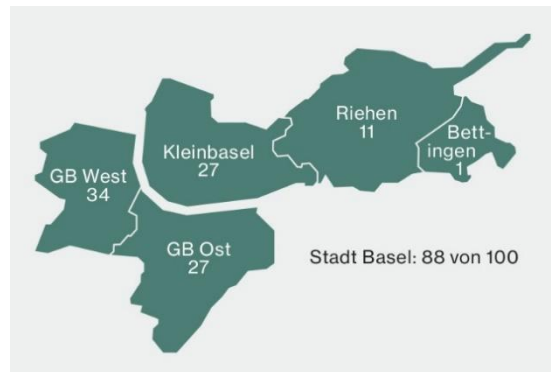 Riehen
11
Bett-
ingen
1
Kleinbasel
27
GB West
34
GB Ost
27
Stadt Basel: 88 von 100